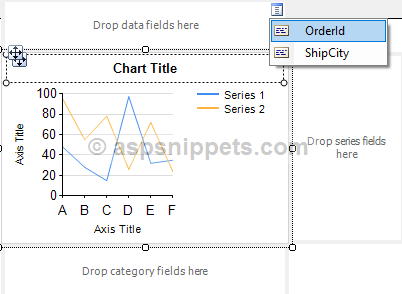 Drop data fields here
OrderId
ShipCity
Chart Title
100
80
60
40
20
0
Axis Title
A B C D E F
Axis Title
Series 1
Series 2
© aspsnippets.com
Drop series fields
here
Drop category fields here